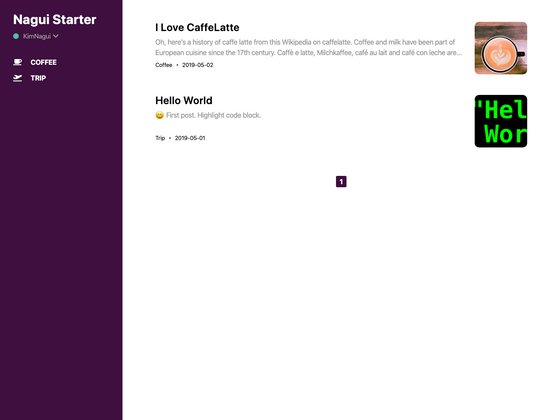 Nagui Starter
KimNagui
COFFEE
TRIP
I Love CaffeLatte
Oh, here's a history of caffe latte from this Wikipedia on caffelatte. Coffee and milk have been part of
European cuisine since the 17th century. Caffè e latte, Milchkaffee, café au lait and café con leche are...
Coffee • 2019-05-02
Hello World
😀 First post. Highlight code block.
Trip • 2019-05-01
"Hel
Wor
1